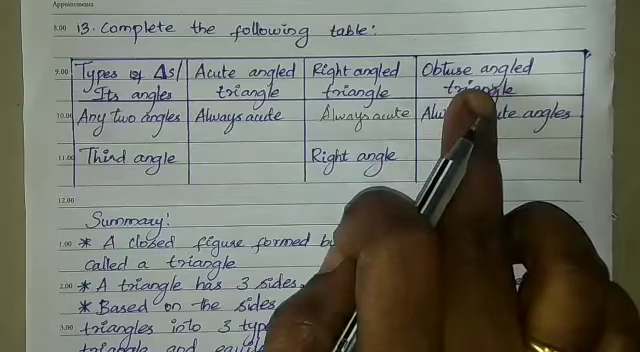 Appointments
8.00 13. Complete the following table:
9.00 Types of Δs/ Its angles | Acute angled triangle | Right angled triangle | Obtuse angled triangle
10.00 Any two angles | Always acute | Always acute | angles
11.00 Third angle | | Right angle |
12.00
Summary:
1.00 * A closed figure formed
called a triangle
2.00 * A triangle has 3 sides.
* Based on the sides
3.00 triangles into 3
triangle and